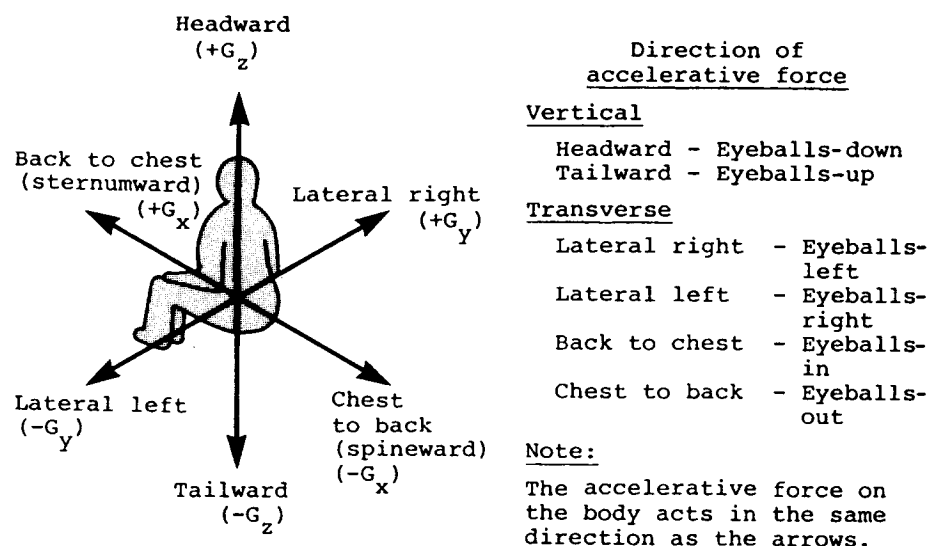 Headward
(+Gz)
Back to chest
(sternumward)
(+Gx)
Lateral right
(+Gy)
Lateral left
(-Gy)
Chest
to back
(spineward)
(-Gx)
Tailward
(-Gz)
Direction of
accelerative force
Vertical
Headward - Eyeballs-down
Tailward - Eyeballs-up
Transverse
Lateral right - Eyeballs-
left
Lateral left - Eyeballs-
right
Back to chest - Eyeballs-
in
Chest to back - Eyeballs-
out
Note:
The accelerative force on
the body acts in the same
direction as the arrows.